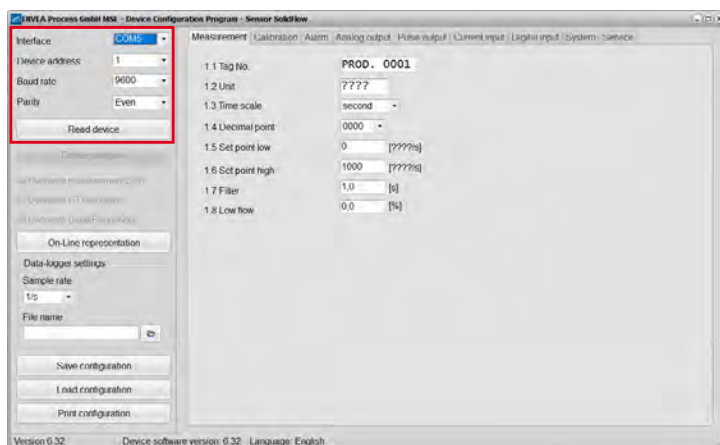 ENVEA Process GmbH MSE - Device Configuration Program - Sensor SolidFlow
Interface COM5
Device address 1
Baud rate 9600
Parity Even
Read device
On-Line representation
Data-logger settings
Sample rate
1/s
File name
Save configuration
Load configuration
Print configuration
Measurement Calibration Alarm Analog output Pulse output Current input Digital input System Service
1.1 Tag No. PROD. 0001
1.2 Unit ????
1.3 Time scale second
1.4 Decimal point 0000
1.5 Set point low 0 [????/s]
1.6 Set point high 1000 [????/s]
1.7 Filter 1,0 [s]
1.8 Low flow 0,0 [%]
Version 6.32 Device software version: 6.32 Language: English